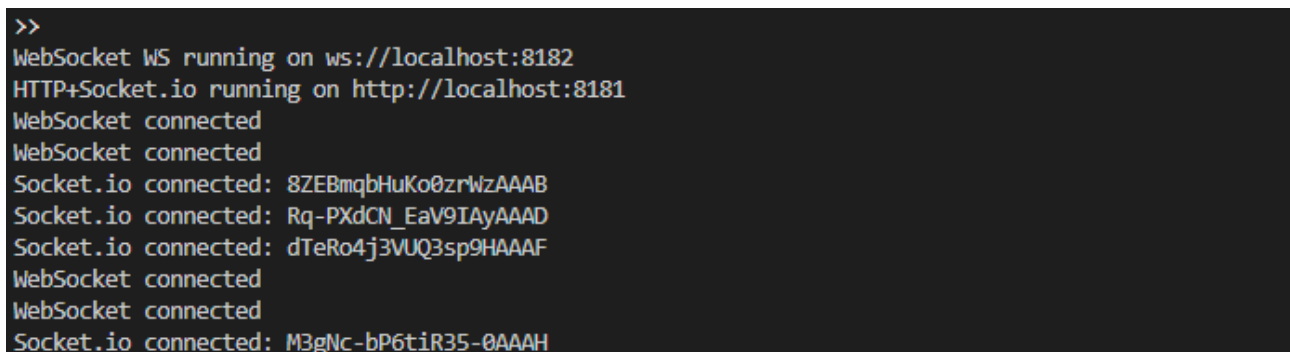 >>
WebSocket WS running on ws://localhost:8182
HTTP+Socket.io running on http://localhost:8181
WebSocket connected
WebSocket connected
Socket.io connected: 8ZEBmqbHuKo0zrWzAAAB
Socket.io connected: Rq-PXdCN_EaV9IAyAAAD
Socket.io connected: dTeRo4j3VUQ3sp9HAAAF
WebSocket connected
WebSocket connected
Socket.io connected: M3gNc-bP6tiR35-0AAAH